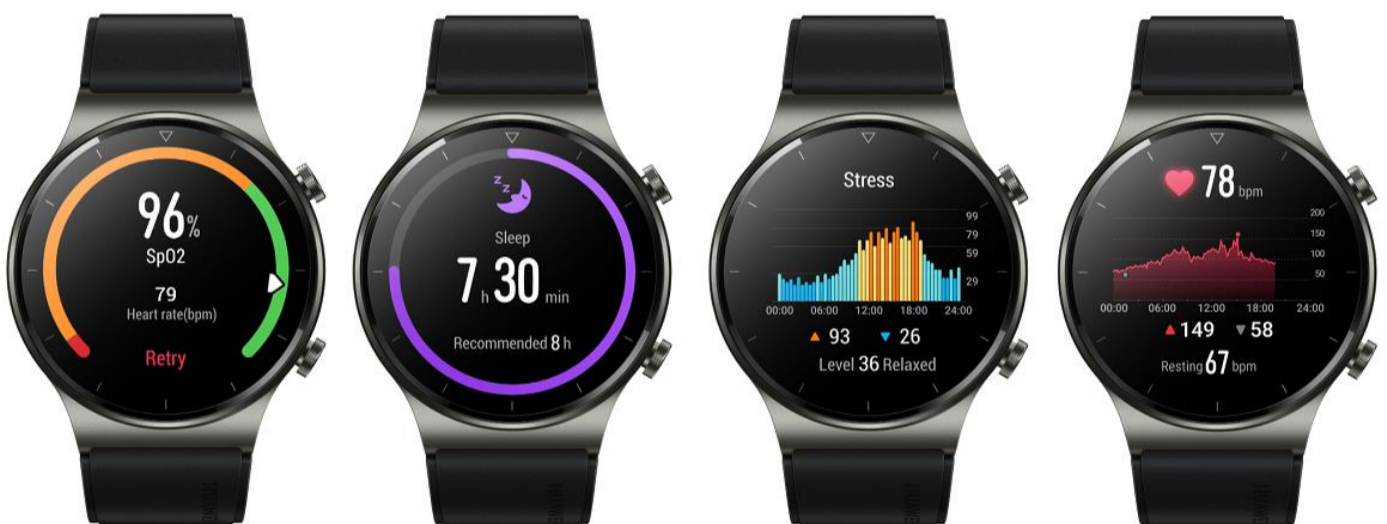 96%
SpO2
79
Heart rate(bpm)
Retry
z z z
Sleep
7 h 30 min
Recommended 8 h
Stress
99
79
59
29
00:00 06:00 12:00 18:00 24:00
▲ 93 ▼ 26
Level 36 Relaxed
78 bpm
200
150
100
50
00:00 06:00 12:00 18:00 24:00
▲ 149 ▼ 58
Resting 67 bpm